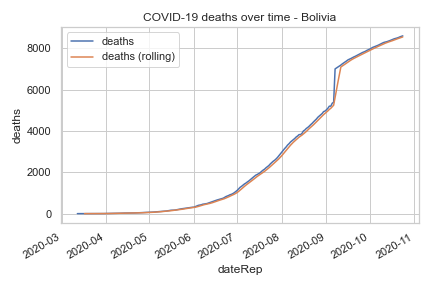 COVID-19 deaths over time - Bolivia
deaths
deaths (rolling)
deaths
8000
6000
4000
2000
0
2020-03
2020-04
2020-05
2020-06
2020-07
2020-08
2020-09
2020-10
2020-11
dateRep